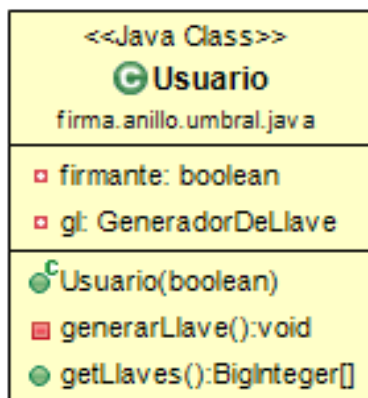 <<Java Class>>
Usuario
firma.anillo.umbral.java
firmante: boolean
gl: GeneradorDeLlave
Usuario(boolean)
generarLlave():void
getLlaves():BigInteger[]